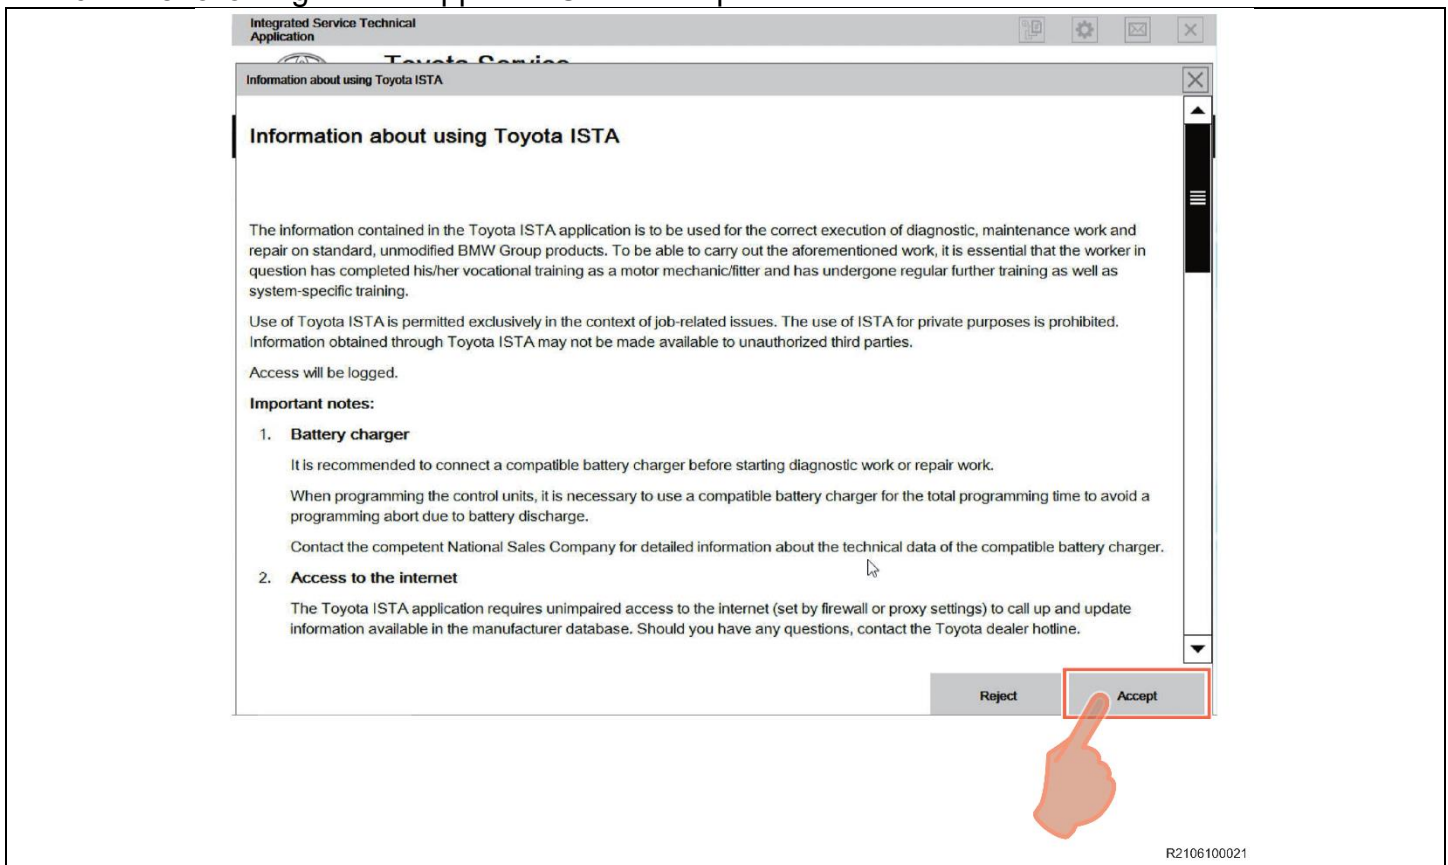 Integrated Service Technical
Application
Toyota Service
Information about using Toyota ISTA
Information about using Toyota ISTA
The information contained in the Toyota ISTA application is to be used for the correct execution of diagnostic, maintenance work and
repair on standard, unmodified BMW Group products. To be able to carry out the aforementioned work, it is essential that the worker in
question has completed his/her vocational training as a motor mechanic/fitter and has undergone regular further training as well as
system-specific training.
Use of Toyota ISTA is permitted exclusively in the context of job-related issues. The use of ISTA for private purposes is prohibited.
Information obtained through Toyota ISTA may not be made available to unauthorized third parties.
Access will be logged.
Important notes:
1. Battery charger
It is recommended to connect a compatible battery charger before starting diagnostic work or repair work.
When programming the control units, it is necessary to use a compatible battery charger for the total programming time to avoid a
programming abort due to battery discharge.
Contact the competent National Sales Company for detailed information about the technical data of the compatible battery charger.
2. Access to the internet
The Toyota ISTA application requires unimpaired access to the internet (set by firewall or proxy settings) to call up and update
information available in the manufacturer database. Should you have any questions, contact the Toyota dealer hotline.
Reject Accept
R2106100021